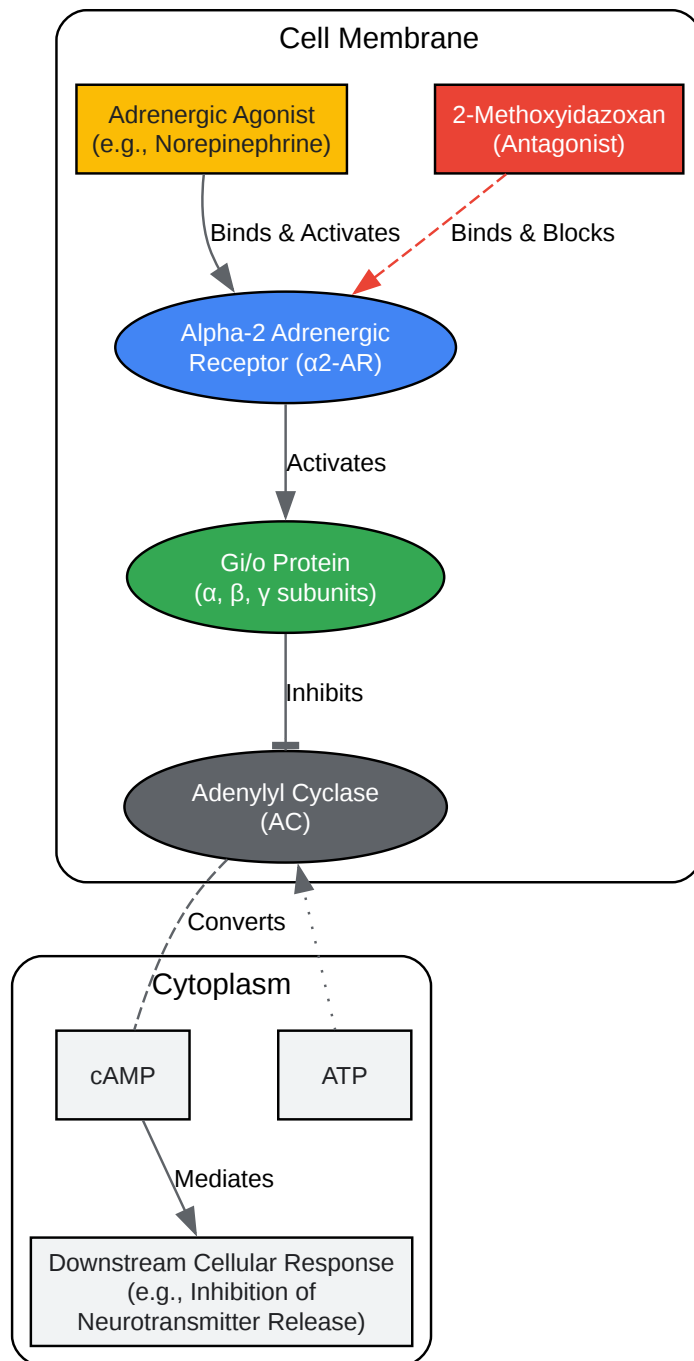 Cell Membrane
Adrenergic Agonist
(e.g., Norepinephrine)
2-Methoxyidazoxan
(Antagonist)
Binds & Activates
Binds & Blocks
Alpha-2 Adrenergic
Receptor (α2-AR)
Activates
Gi/o Protein
(α, β, γ subunits)
Inhibits
Adenylyl Cyclase
(AC)
Converts
Cytoplasm
cAMP
ATP
Mediates
Downstream Cellular Response
(e.g., Inhibition of
Neurotransmitter Release)